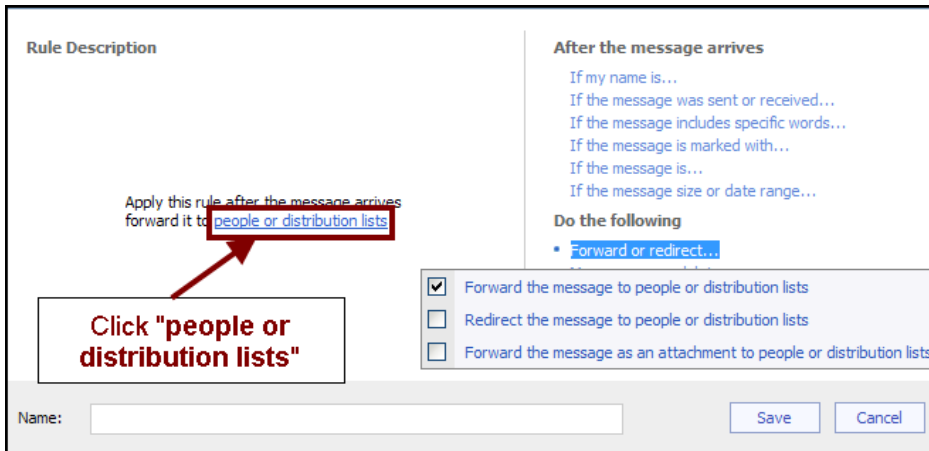 Rule Description
Apply this rule after the message arrives
forward it to people or distribution lists
Click "people or
distribution lists"
After the message arrives
If my name is...
If the message was sent or received...
If the message includes specific words...
If the message is marked with...
If the message is...
If the message size or date range...
Do the following
Forward or redirect...
Forward the message to people or distribution lists
Redirect the message to people or distribution lists
Forward the message as an attachment to people or distribution lists
Name:
Save
Cancel